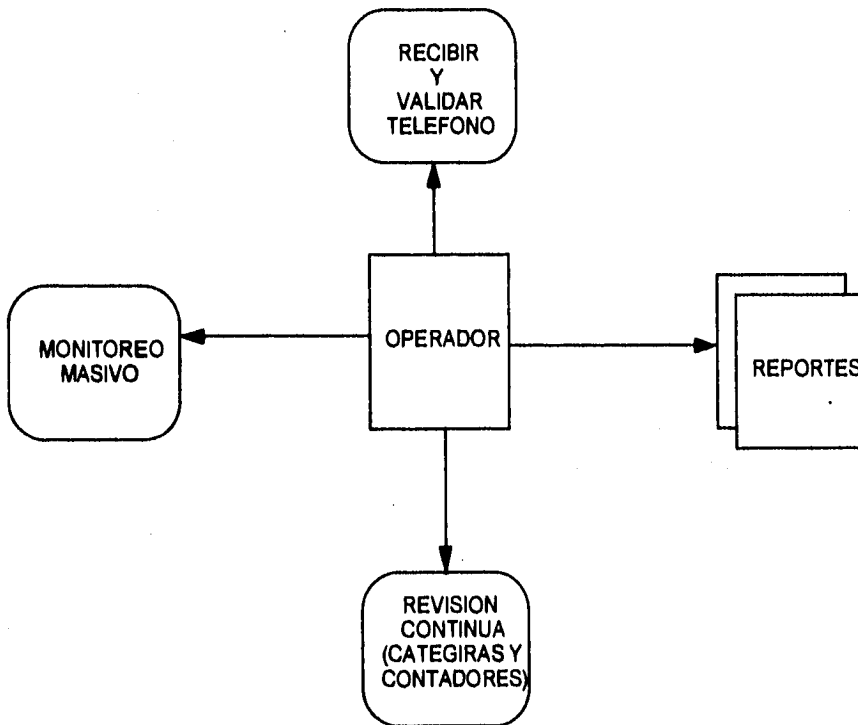 RECIBIR
Y
VALIDAR
TELEFONO
OPERADOR
MONITOREO
MASIVO
REPORTES
REVISION
CONTINUA
(CATEGIRAS Y
CONTADORES)